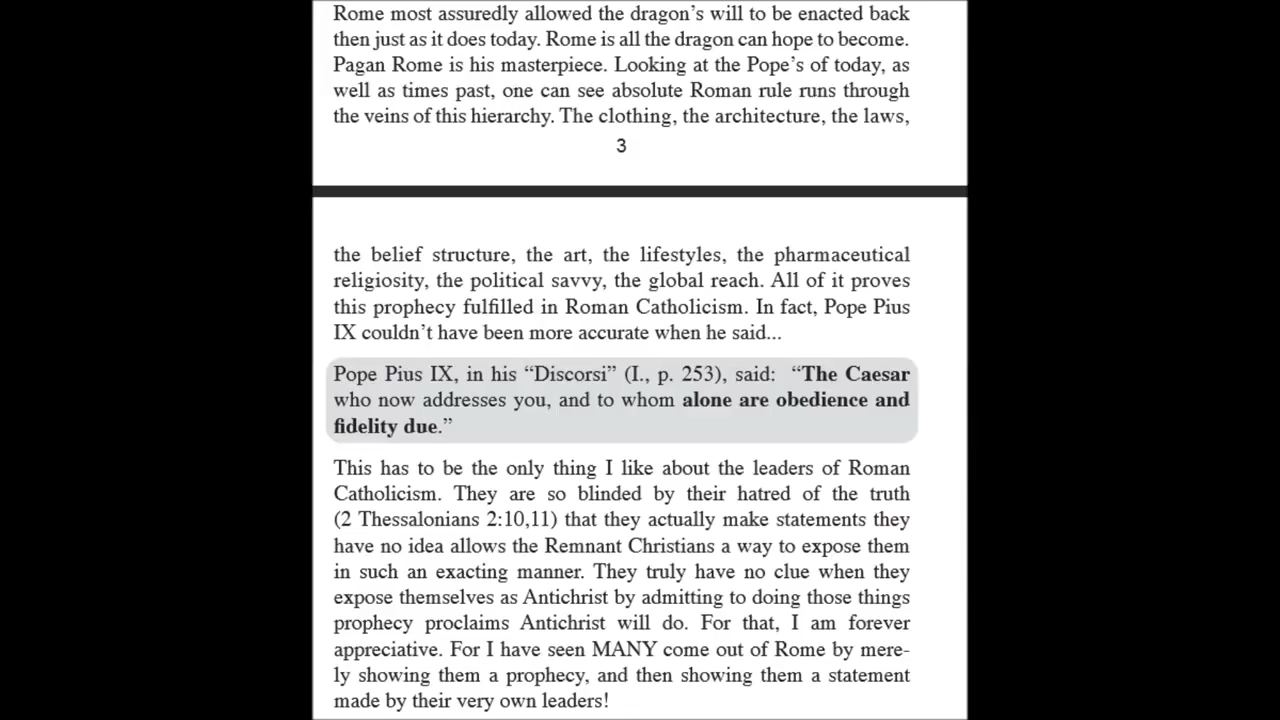 Rome most assuredly allowed the dragon’s will to be enacted back
then just as it does today. Rome is all the dragon can hope to become.
Pagan Rome is his masterpiece. Looking at the Pope’s of today, as
well as times past, one can see absolute Roman rule runs through
the veins of this hierarchy. The clothing, the architecture, the laws,
3
the belief structure, the art, the lifestyles, the pharmaceutical
religiosity, the political savvy, the global reach. All of it proves
this prophecy fulfilled in Roman Catholicism. In fact, Pope Pius
IX couldn’t have been more accurate when he said...
Pope Pius IX, in his “Discorsi” (I., p. 253), said: “The Caesar
who now addresses you, and to whom alone are obedience and
fidelity due.”
This has to be the only thing I like about the leaders of Roman
Catholicism. They are so blinded by their hatred of the truth
(2 Thessalonians 2:10,11) that they actually make statements they
have no idea allows the Remnant Christians a way to expose them
in such an exacting manner. They truly have no clue when they
expose themselves as Antichrist by admitting to doing those things
prophecy proclaims Antichrist will do. For that, I am forever
appreciative. For I have seen MANY come out of Rome by mere-
ly showing them a prophecy, and then showing them a statement
made by their very own leaders!